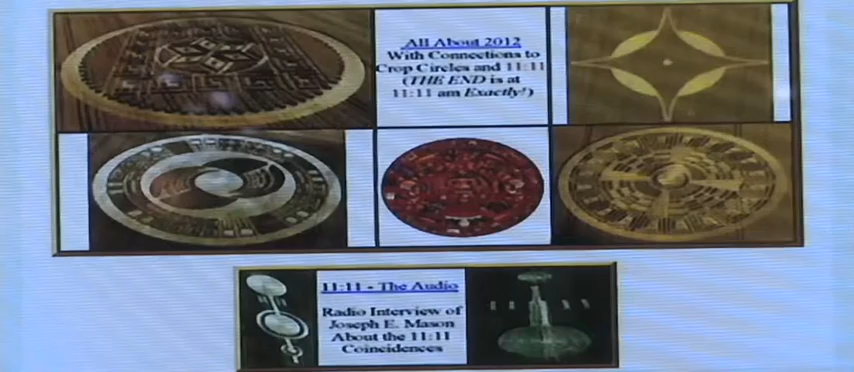 All About 2012
With Connections to
Crop Circles and 11:11
(THE END is at
11:11 am Exactly!)
11:11 - The Audio
Radio Interview of
Joseph E. Mason
About the 11:11
Coincidences